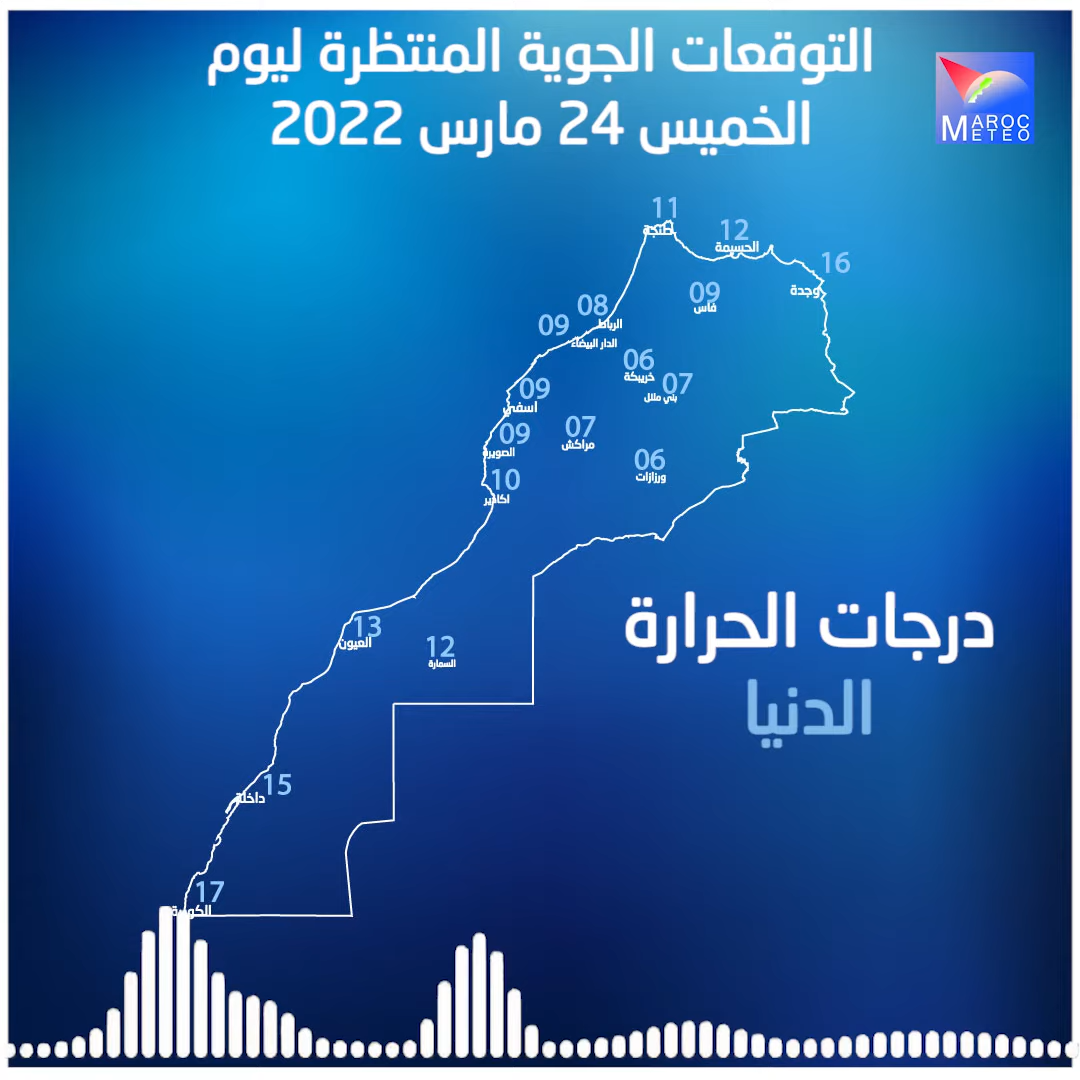 التوقعات الجوية المنتظرة ليوم
الخميس 24 مارس 2022
MAROC
METEO
11
طنجة
12
الحسيمة
16
وجدة
09
فاس
08
الرباط
09
الدار البيضاء
06
خريبكة
07
بني ملال
09
اسفي
07
مراكش
09
الصويرة
06
ورزازات
10
اكادير
درجات الحرارة
الدنيا
13
العيون
12
السمارة
15
داخلة
17
الكويرة